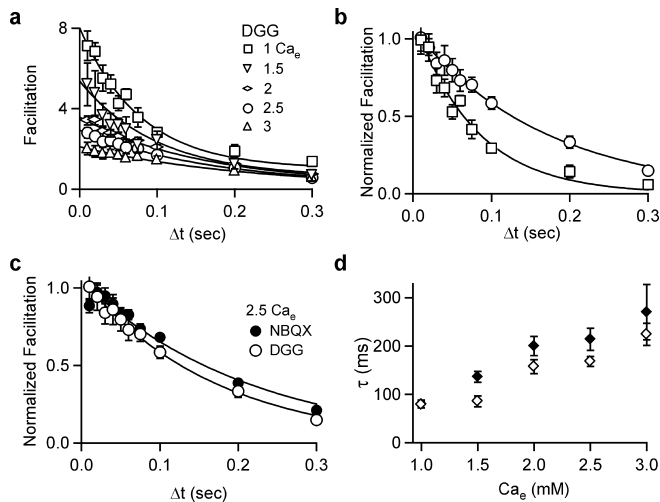 a
DGG
1 Caₑ
1.5
2
2.5
3
Facilitation
8
4
0
0.0 0.1 0.2 0.3
Δt (sec)
b
Normalized Facilitation
1.0
0.5
0.0
0.0 0.1 0.2 0.3
Δt (sec)
c
2.5 Caₑ
NBQX
DGG
Normalized Facilitation
1.0
0.5
0.0
0.0 0.1 0.2 0.3
Δt (sec)
d
τ (ms)
300
200
100
0
1.0 1.5 2.0 2.5 3.0
Caₑ (mM)